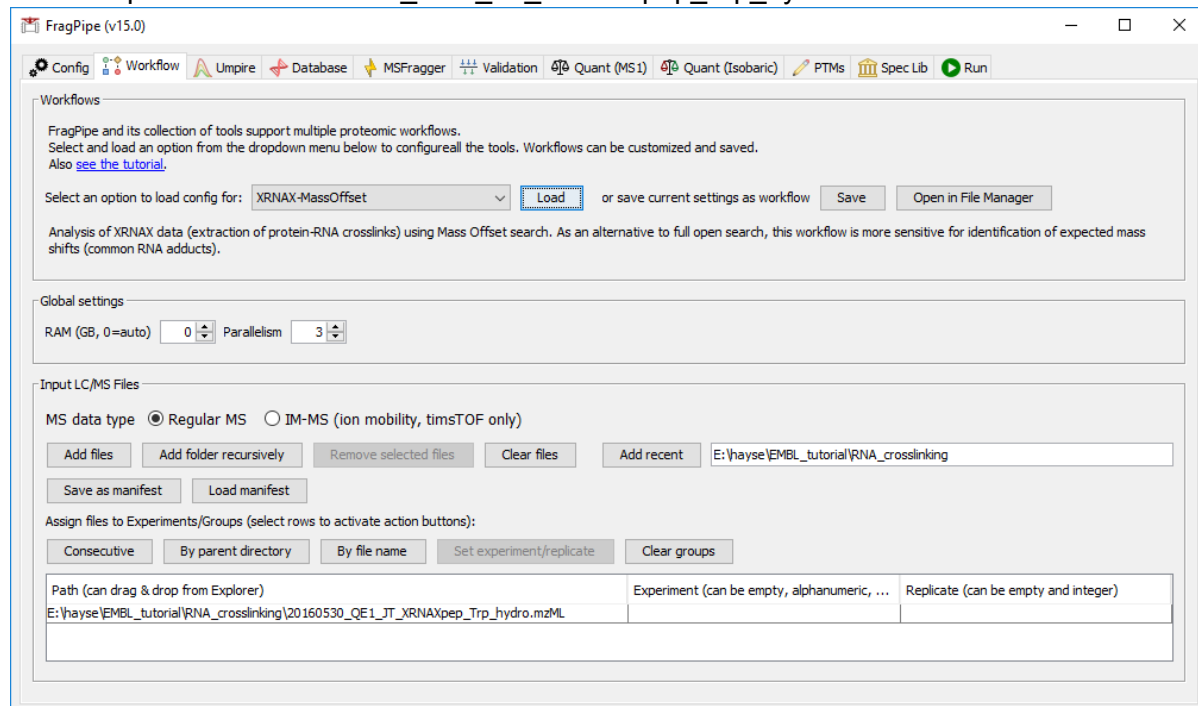 FragPipe (v15.0)
Config Workflow Umpire Database MSFragger Validation Quant (MS1) Quant (Isobaric) PTMs Spec Lib Run
Workflows
FragPipe and its collection of tools support multiple proteomic workflows.
Select and load an option from the dropdown menu below to configureall the tools. Workflows can be customized and saved.
Also see the tutorial.
Select an option to load config for: XRNAX-MassOffset Load or save current settings as workflow Save Open in File Manager
Analysis of XRNAX data (extraction of protein-RNA crosslinks) using Mass Offset search. As an alternative to full open search, this workflow is more sensitive for identification of expected mass
shifts (common RNA adducts).
Global settings
RAM (GB, 0=auto) 0 Parallelism 3
Input LC/MS Files
MS data type Regular MS IM-MS (ion mobility, timsTOF only)
Add files Add folder recursively Remove selected files Clear files Add recent E:\hayse\EMBL_tutorial\RNA_crosslinking
Save as manifest Load manifest
Assign files to Experiments/Groups (select rows to activate action buttons):
Consecutive By parent directory By file name Set experiment/replicate Clear groups
Path (can drag & drop from Explorer) Experiment (can be empty, alphanumeric, ... Replicate (can be empty and integer)
E:\hayse\EMBL_tutorial\RNA_crosslinking\20160530_QE1_JT_XRNAXpep_Trp_hydro.mzML